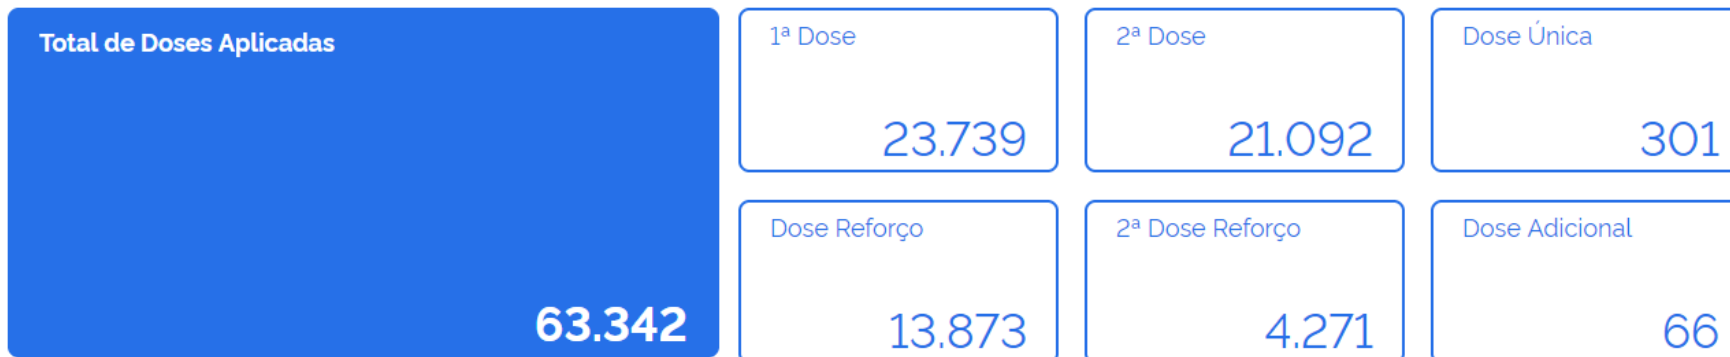 Total de Doses Aplicadas
63.342
1ª Dose
23.739
2ª Dose
21.092
Dose Única
301
Dose Reforço
13.873
2ª Dose Reforço
4.271
Dose Adicional
66